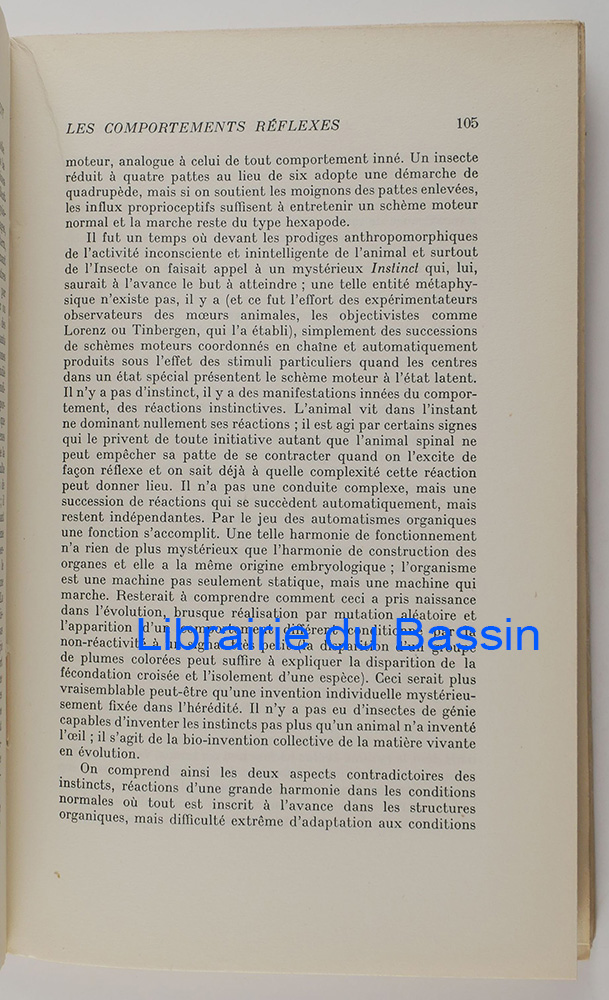 LES COMPORTEMENTS RÉFLEXES 105
moteur, analogue à celui de tout comportement inné. Un insecte
réduit à quatre pattes au lieu de six adopte une démarche de
quadrupède, mais si on soutient les moignons des pattes enlevées,
les influx proprioceptifs suffisent à entretenir un schème moteur
normal et la marche reste du type hexapode.
Il fut un temps où devant les prodiges anthropomorphiques
de l'activité inconsciente et inintelligente de l'animal et surtout
de l'Insecte on faisait appel à un mystérieux Instinct qui, lui,
saurait à l'avance le but à atteindre ; une telle entité métaphy-
sique n'existe pas, il y a (et ce fut l'effort des expérimentateurs
observateurs des mœurs animales, les objectivistes comme
Lorenz ou Tinbergen, qui l'a établi), simplement des successions
de schèmes moteurs coordonnés en chaîne et automatiquement
produits sous l'effet des stimuli particuliers quand les centres
dans un état spécial présentent le schème moteur à l'état latent.
Il n'y a pas d'instinct, il y a des manifestations innées du compor-
tement, des réactions instinctives. L'animal vit dans l'instant
ne dominant nullement ses réactions ; il est agi par certains signes
qui le privent de toute initiative autant que l'animal spinal ne
peut empêcher sa patte de se contracter quand on l'excite de
façon réflexe et on sait déjà à quelle complexité cette réaction
peut donner lieu. Il n'a pas une conduite complexe, mais une
succession de réactions qui se succèdent automatiquement, mais
restent indépendantes. Par le jeu des automatismes organiques
une fonction s'accomplit. Une telle harmonie de fonctionnement
n'a rien de plus mystérieux que l'harmonie de construction des
organes et elle a la même origine embryologique ; l'organisme
est une machine pas seulement statique, mais une machine qui
marche. Resterait à comprendre comment ceci a pris naissance
dans l'évolution, brusque réalisation par mutation aléatoire et
l'apparition d'un comportement différent conditionné par la
Librairie du Bassin
non-réactivité à un signal très petit (la disparition d'un groupe
de plumes colorées peut suffire à expliquer la disparition de la
fécondation croisée et l'isolement d'une espèce). Ceci serait plus
vraisemblable peut-être qu'une invention individuelle mystérieu-
sement fixée dans l'hérédité. Il n'y a pas eu d'insectes de génie
capables d'inventer les instincts pas plus qu'un animal n'a inventé
l'œil ; il s'agit de la bio-invention collective de la matière vivante
en évolution.
On comprend ainsi les deux aspects contradictoires des
instincts, réactions d'une grande harmonie dans les conditions
normales où tout est inscrit à l'avance dans les structures
organiques, mais difficulté extrême d'adaptation aux conditions